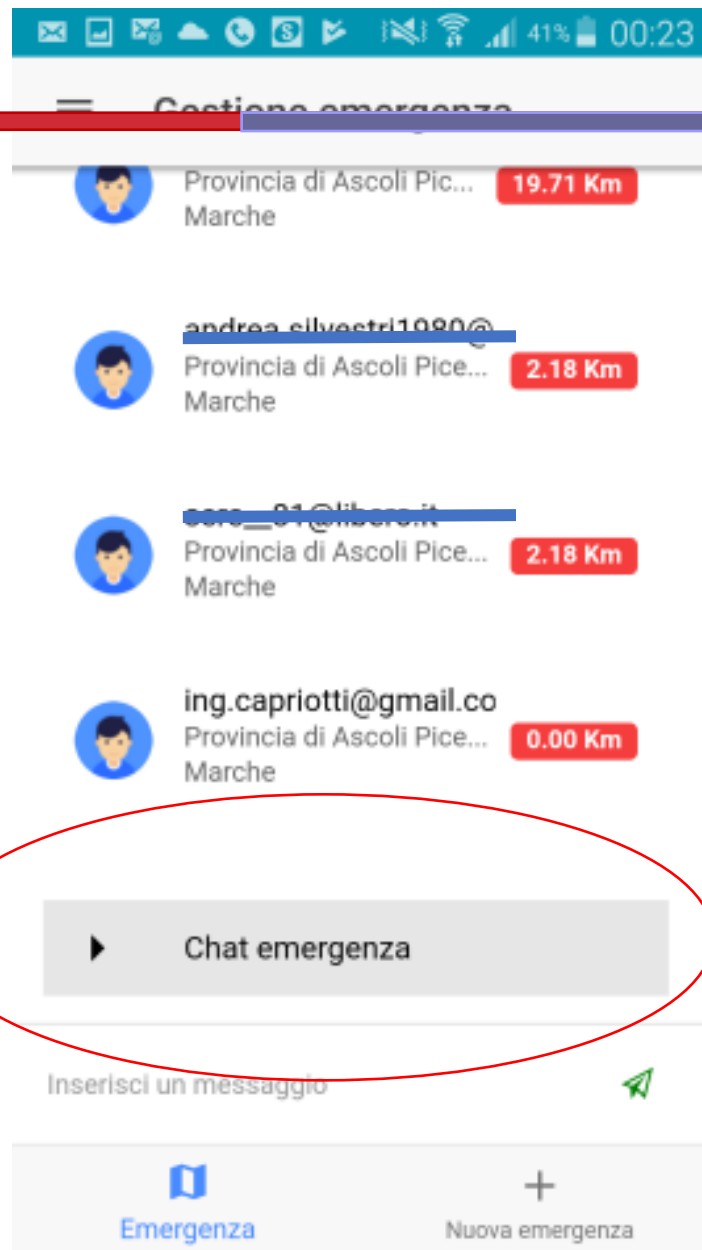 41% 00:23
Gestione emergenza
Provincia di Ascoli Pic... 19.71 Km
Marche
Provincia di Ascoli Pice... 2.18 Km
Marche
Provincia di Ascoli Pice... 2.18 Km
Marche
ing.capriotti@gmail.co
Provincia di Ascoli Pice... 0.00 Km
Marche
Chat emergenza
Inserisci un messaggio
Emergenza
Nuova emergenza